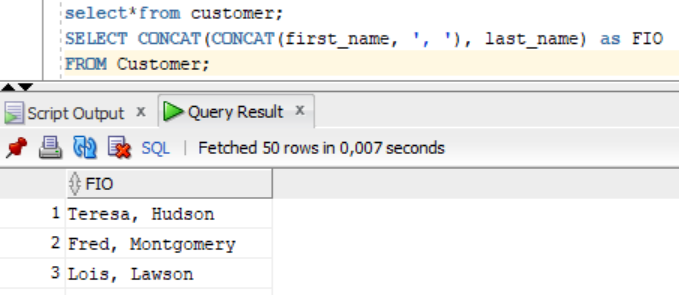 select*from customer;
SELECT CONCAT(CONCAT(first_name, ', '), last_name) as FIO
FROM Customer;
Script Output x Query Result x
SQL | Fetched 50 rows in 0,007 seconds
FIO
1 Teresa, Hudson
2 Fred, Montgomery
3 Lois, Lawson